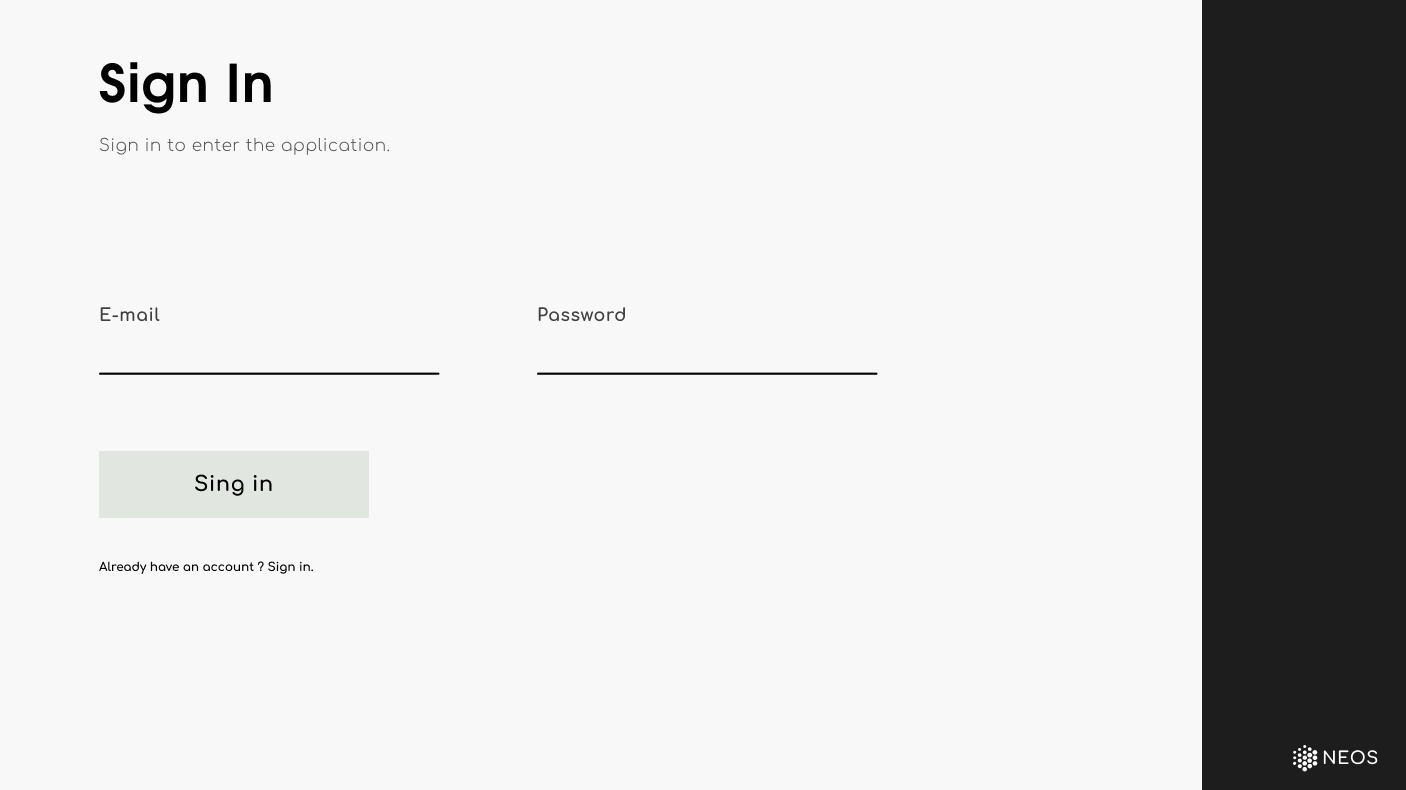 Sign In
Sign in to enter the application.
E-mail
Password
Sing in
Already have an account ? Sign in.
NEOS